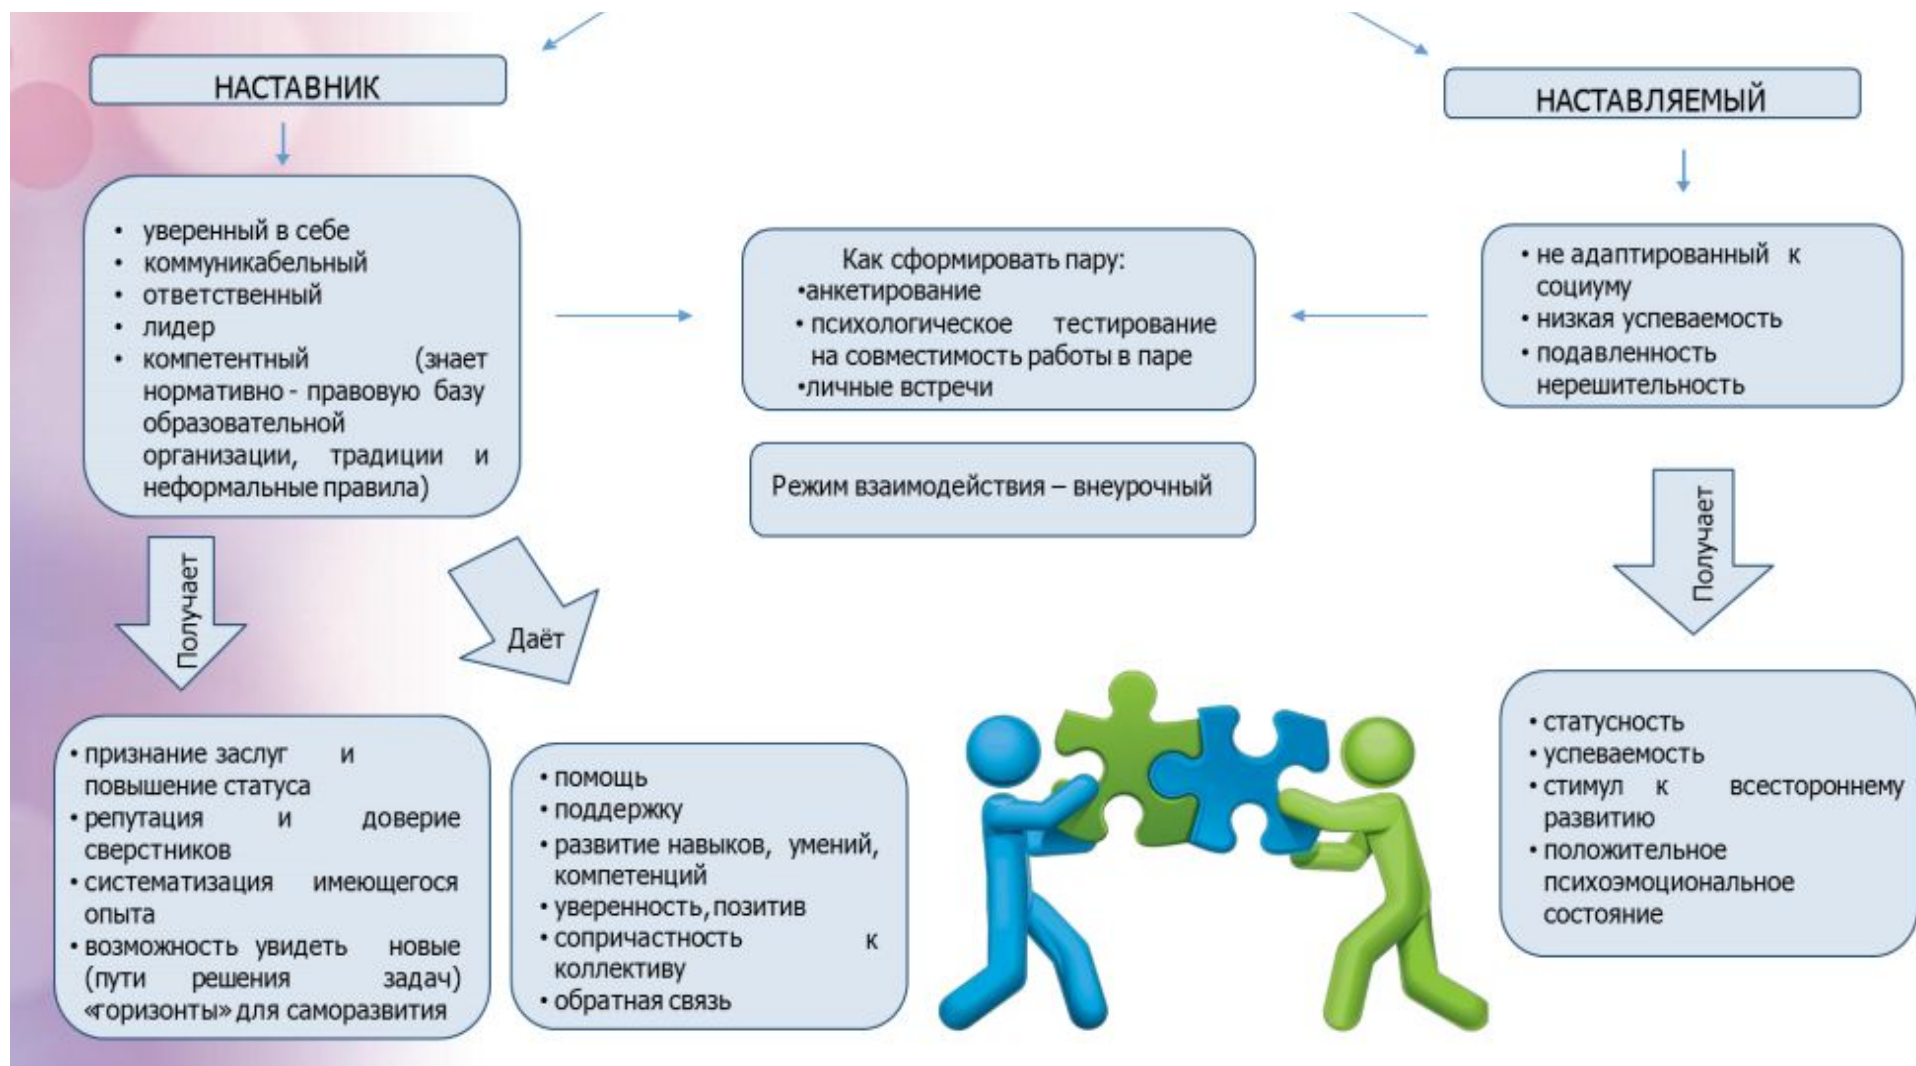 НАСТАВНИК
• уверенный в себе
• коммуникабельный
• ответственный
• лидер
• компетентный (знает
нормативно - правовую базу
образовательной
организации, традиции и
неформальные правила)
Получает
Даёт
• признание заслуг и
повышение статуса
• репутация и доверие
сверстников
• систематизация имеющегося
опыта
• возможность увидеть новые
(пути решения задач)
«горизонты» для саморазвития
• помощь
• поддержку
• развитие навыков, умений,
компетенций
• уверенность, позитив
• сопричастность к
коллективу
• обратная связь
Как сформировать пару:
•анкетирование
• психологическое тестирование
на совместимость работы в паре
•личные встречи
Режим взаимодействия – внеурочный
НАСТАВЛЯЕМЫЙ
• не адаптированный к
социуму
• низкая успеваемость
• подавленность
нерешительность
Получает
• статусность
• успеваемость
• стимул к всестороннему
развитию
• положительное
психоэмоциональное
состояние